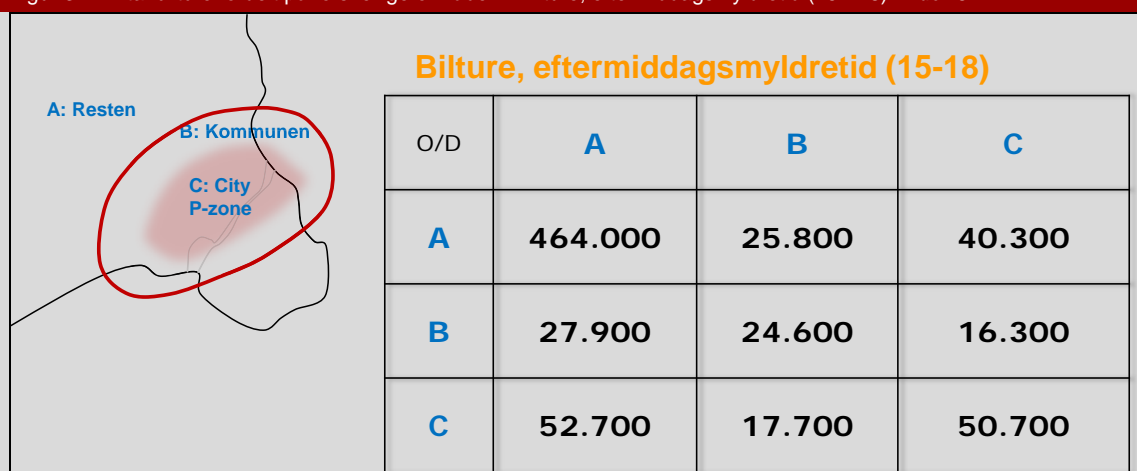 Bilture, eftermiddagsmyldretid (15-18)
A: Resten
B: Kommunen
C: City
P-zone
O/D A B C
A 464.000 25.800 40.300
B 27.900 24.600 16.300
C 52.700 17.700 50.700